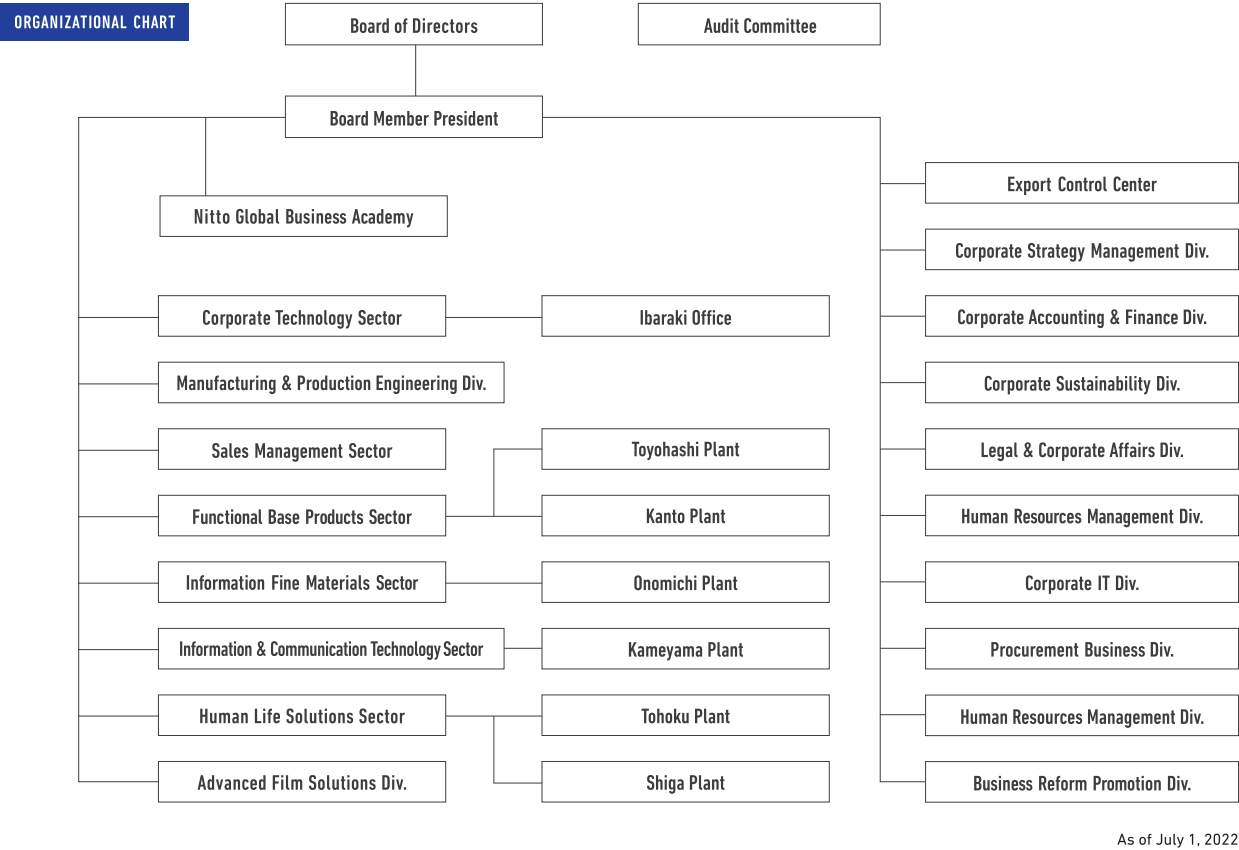 ORGANIZATIONAL CHART
Board of Directors
Audit Committee
Board Member President
Nitto Global Business Academy
Corporate Technology Sector
Ibaraki Office
Manufacturing & Production Engineering Div.
Sales Management Sector
Toyohashi Plant
Functional Base Products Sector
Kanto Plant
Information Fine Materials Sector
Onomichi Plant
Information & Communication Technology Sector
Kameyama Plant
Human Life Solutions Sector
Tohoku Plant
Advanced Film Solutions Div.
Shiga Plant
Export Control Center
Corporate Strategy Management Div.
Corporate Accounting & Finance Div.
Corporate Sustainability Div.
Legal & Corporate Affairs Div.
Human Resources Management Div.
Corporate IT Div.
Procurement Business Div.
Human Resources Management Div.
Business Reform Promotion Div.
As of July 1, 2022